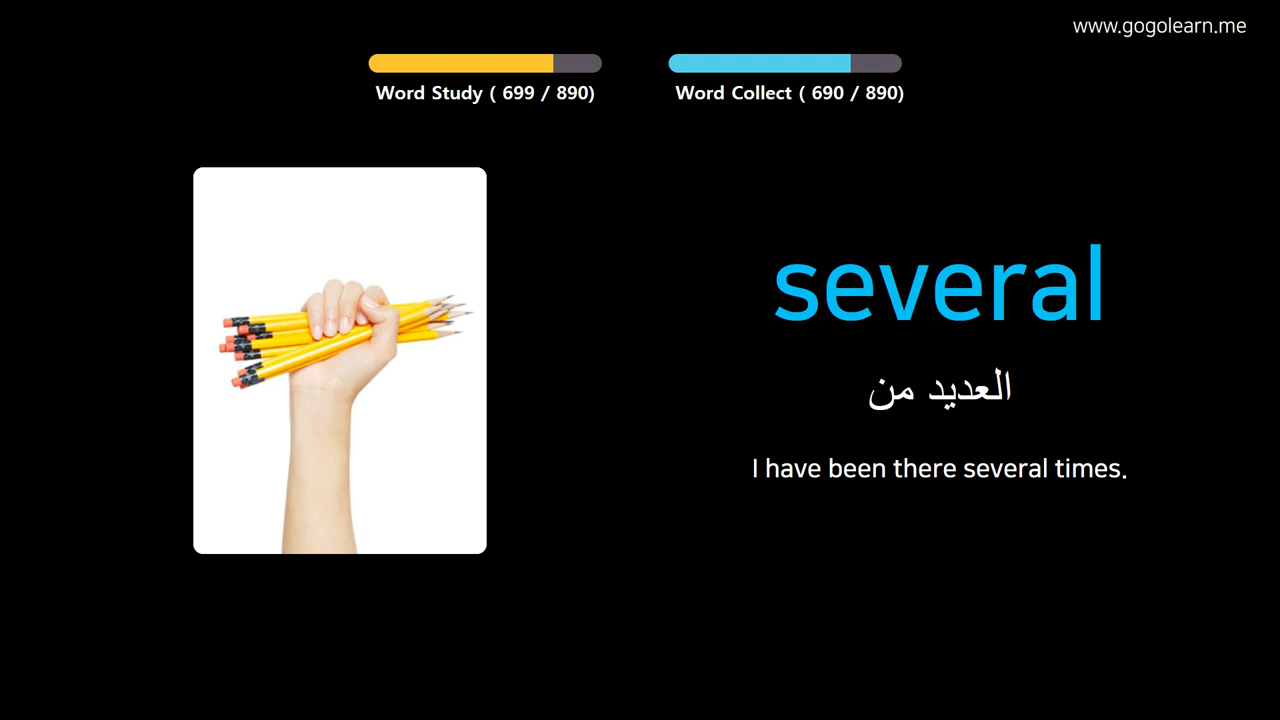 www.gogolearn.me
Word Study ( 699 / 890)
Word Collect ( 690 / 890)
several
العديد من
I have been there several times.